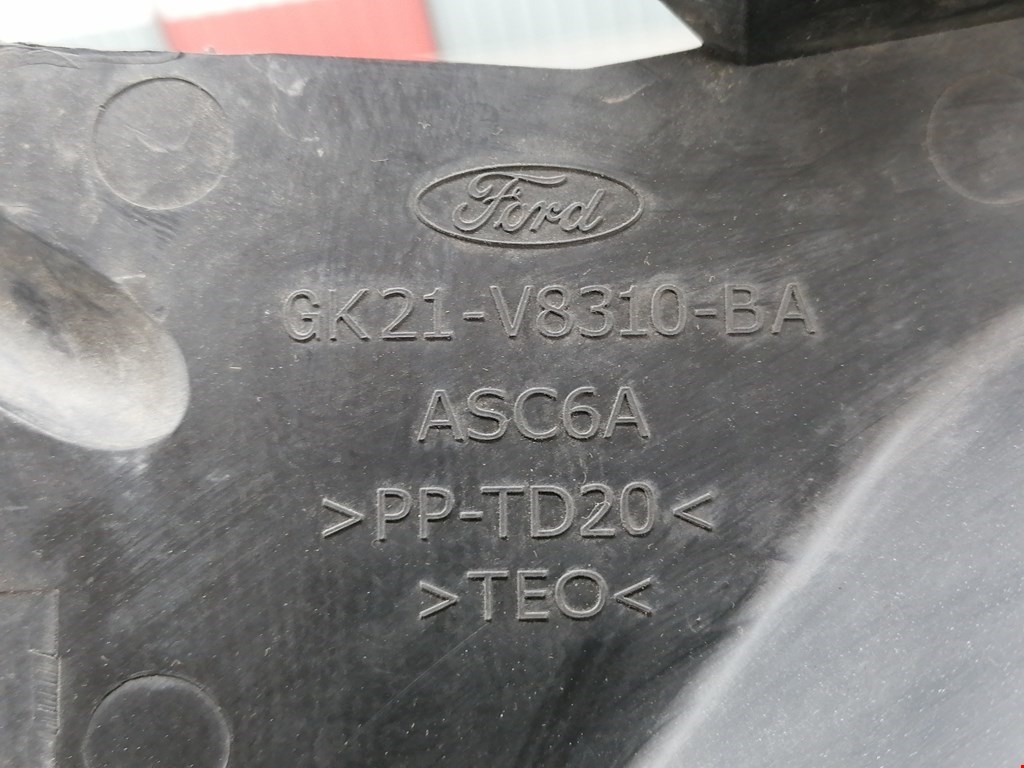 Ford
GK21-V8310-BA
ASC6A
>PP-TD20<
>TEO<